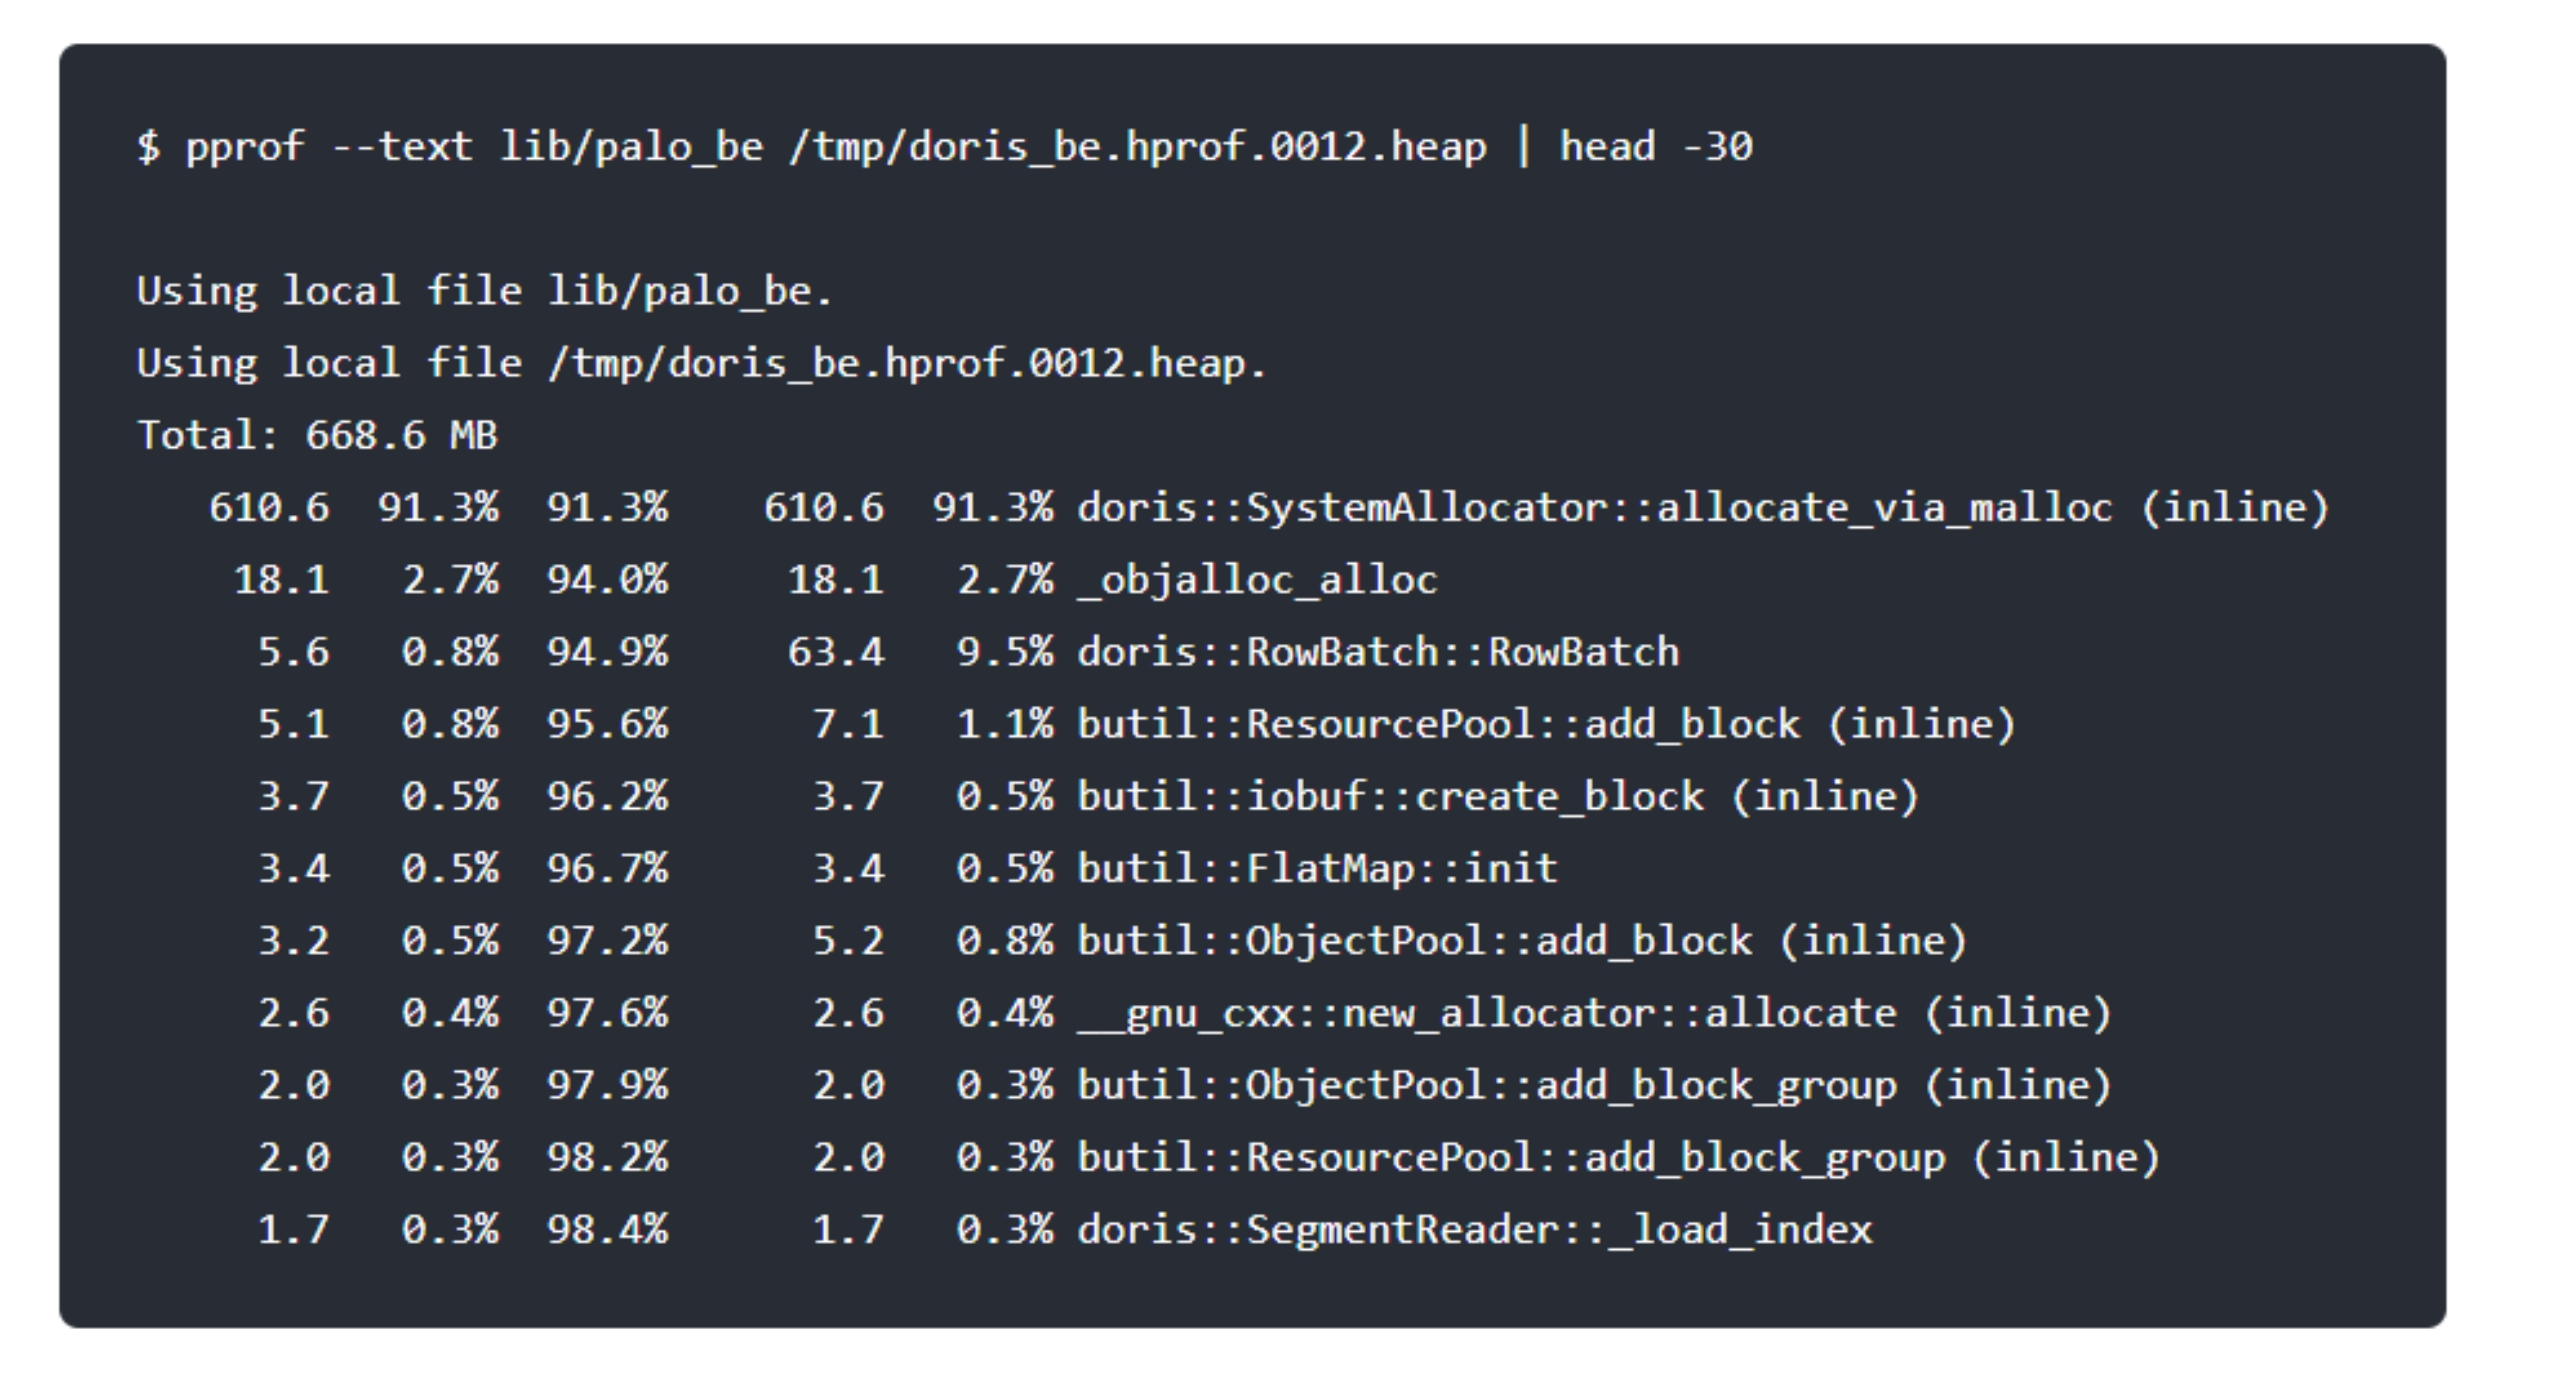 $ pprof --text lib/palo_be /tmp/doris_be.hprof.0012.heap | head -30
Using local file lib/palo_be.
Using local file /tmp/doris_be.hprof.0012.heap.
Total: 668.6 MB
610.6 91.3% 91.3% 610.6 91.3% doris::SystemAllocator::allocate_via_malloc (inline)
18.1 2.7% 94.0% 18.1 2.7% _objalloc_alloc
5.6 0.8% 94.9% 63.4 9.5% doris::RowBatch::RowBatch
5.1 0.8% 95.6% 7.1 1.1% butil::ResourcePool::add_block (inline)
3.7 0.5% 96.2% 3.7 0.5% butil::iobuf::create_block (inline)
3.4 0.5% 96.7% 3.4 0.5% butil::FlatMap::init
3.2 0.5% 97.2% 5.2 0.8% butil::ObjectPool::add_block (inline)
2.6 0.4% 97.6% 2.6 0.4% __gnu_cxx::new_allocator::allocate (inline)
2.0 0.3% 97.9% 2.0 0.3% butil::ObjectPool::add_block_group (inline)
2.0 0.3% 98.2% 2.0 0.3% butil::ResourcePool::add_block_group (inline)
1.7 0.3% 98.4% 1.7 0.3% doris::SegmentReader::_load_index